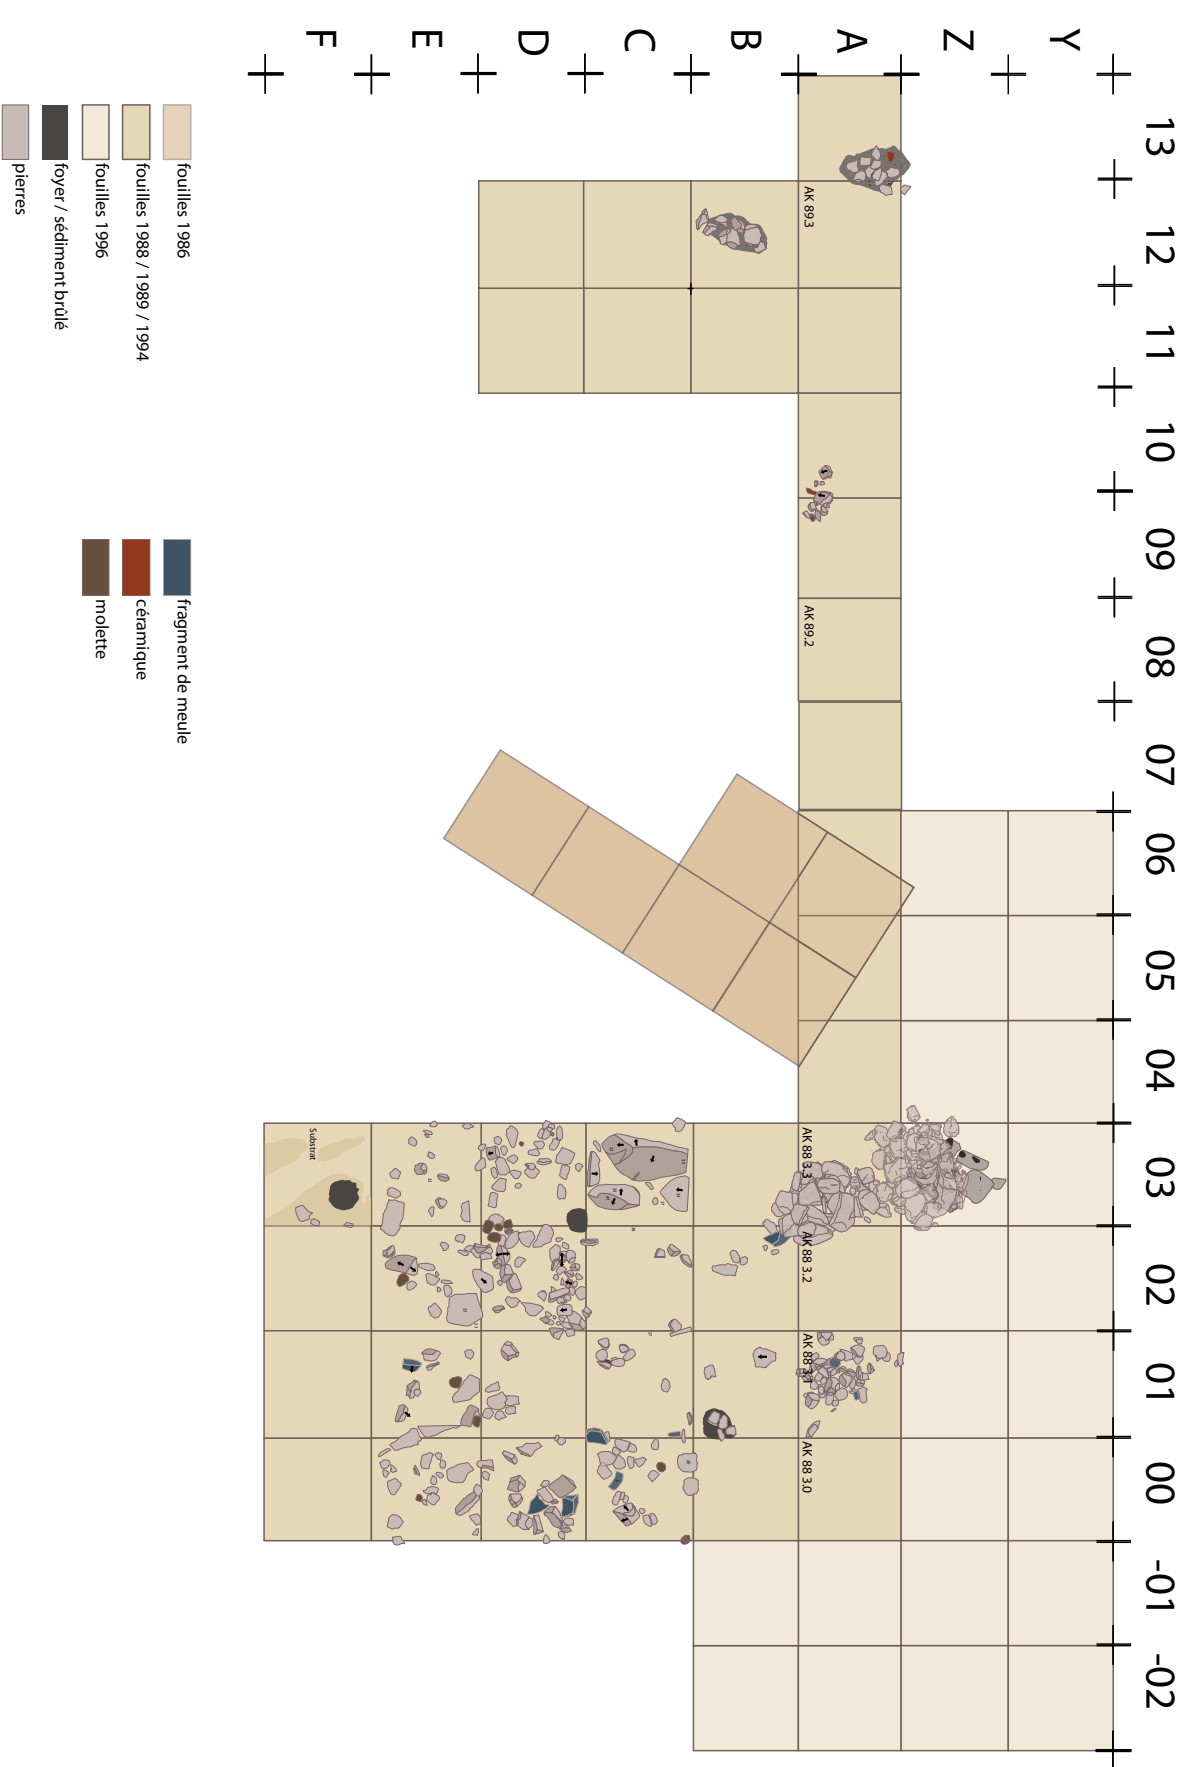 13
12
11
10
09
08
07
06
05
04
03
02
01
00
-01
-02
F
E
D
C
B
A
Z
Y
AK 89.3
AK 89.2
AK 88 3.3
AK 88 3.2
AK 88 3.1
AK 88 3.0
Substrat
fouilles 1986
fouilles 1988 / 1989 / 1994
fouilles 1996
foyer / sédiment brûlé
pierres
fragment de meule
céramique
molette